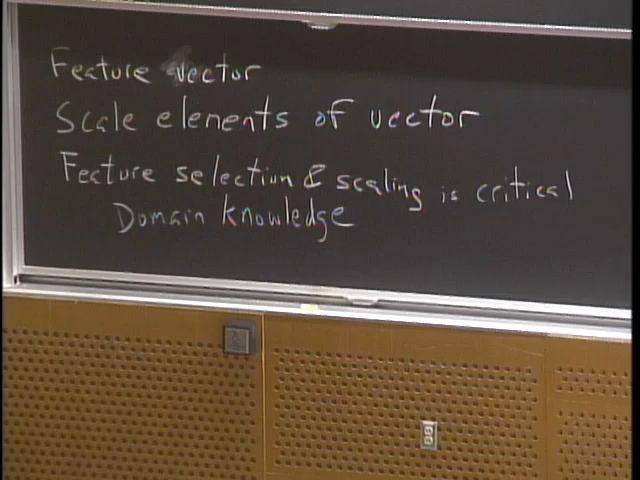 Feature vector
Scale elements of vector
Feature selection & scaling is critical
Domain knowledge